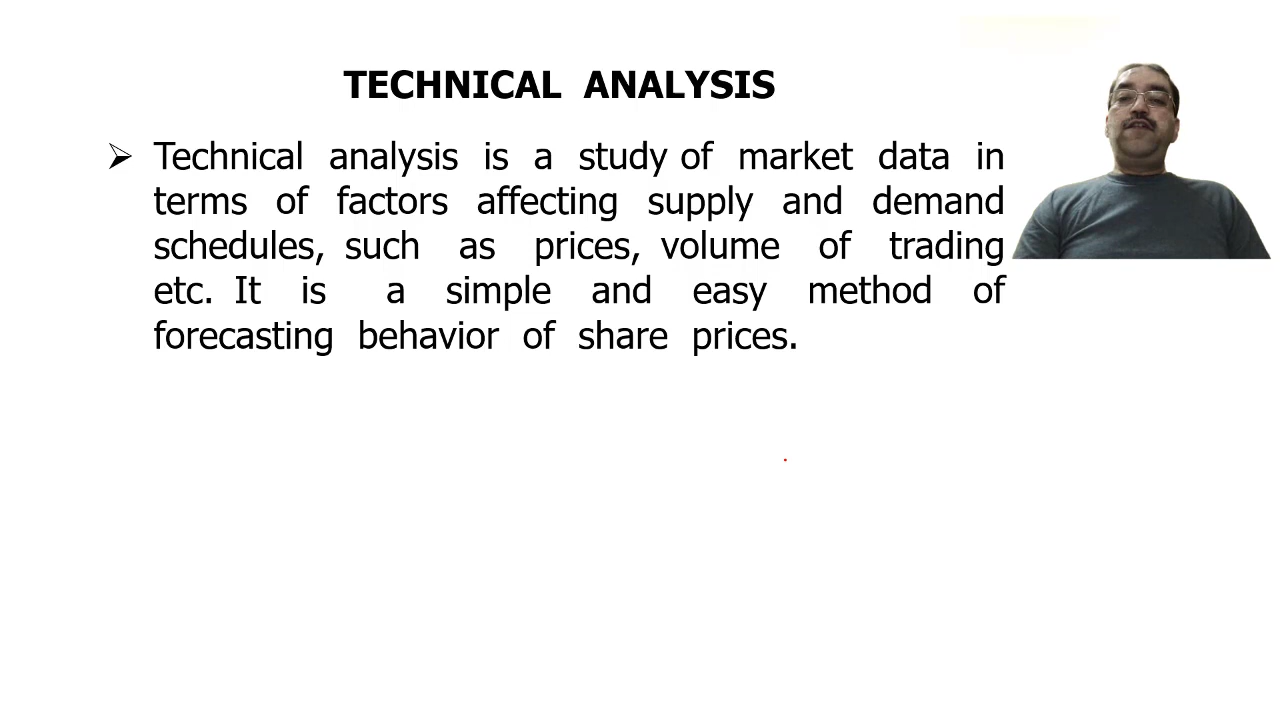 TECHNICAL ANALYSIS
➢ Technical analysis is a study of market data in
terms of factors affecting supply and demand
schedules, such as prices, volume of trading
etc. It is a simple and easy method of
forecasting behavior of share prices.